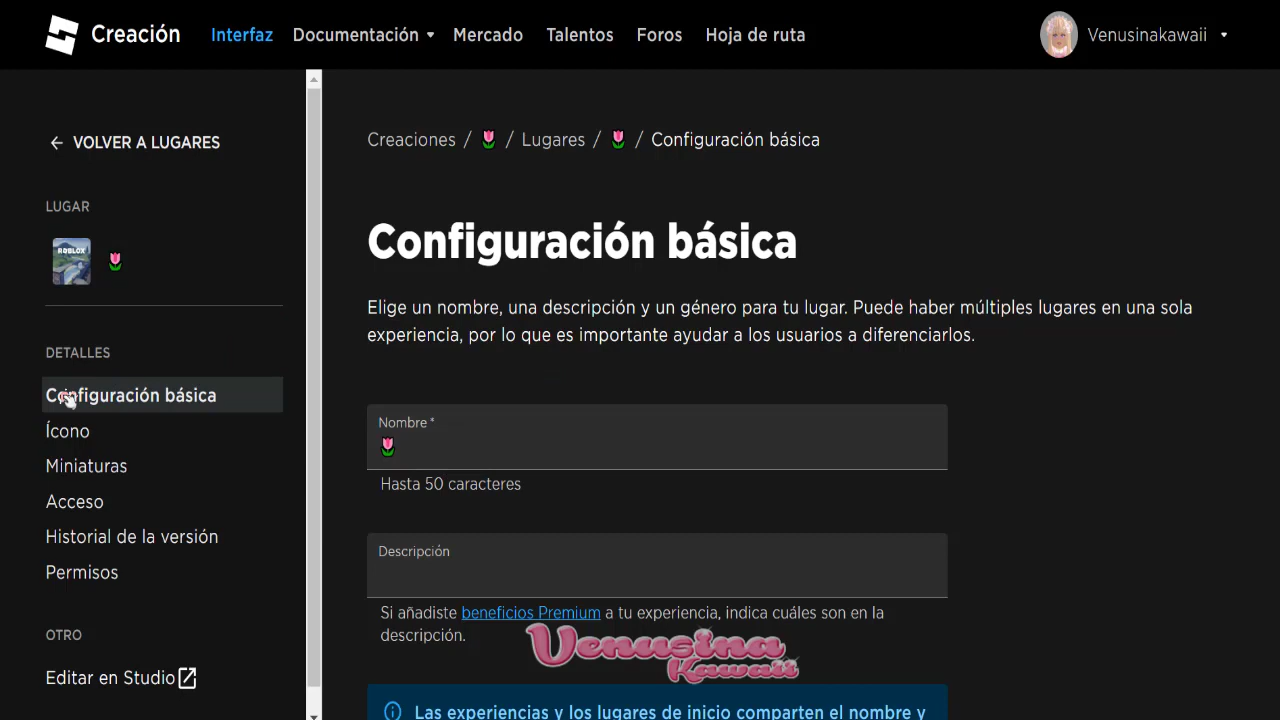 Creación Interfaz Documentación Mercado Talentos Foros Hoja de ruta Venusinakawaii
← VOLVER A LUGARES
LUGAR
ROBLOX 🌷
DETALLES
Configuración básica
Ícono
Miniaturas
Acceso
Historial de la versión
Permisos
OTRO
Editar en Studio
Creaciones / 🌷 / Lugares / 🌷 / Configuración básica
Configuración básica
Elige un nombre, una descripción y un género para tu lugar. Puede haber múltiples lugares en una sola
experiencia, por lo que es importante ayudar a los usuarios a diferenciarlos.
Nombre *
🌷
Hasta 50 caracteres
Descripción
Si añadiste beneficios Premium a tu experiencia, indica cuáles son en la
descripción.
Venusina
Kawaii
Las experiencias y los lugares de inicio comparten el nombre y